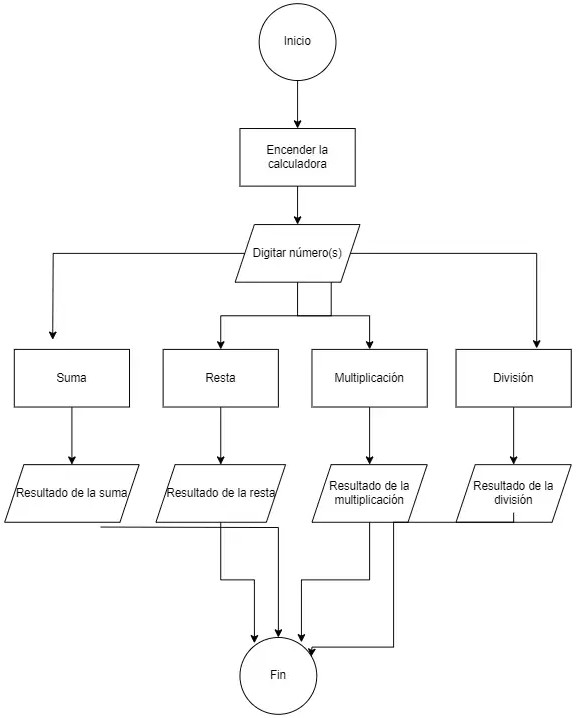 Inicio
Encender la
calculadora
Digitar número(s)
Suma
Resta
Multiplicación
División
Resultado de la suma
Resultado de la resta
Resultado de la
multiplicación
Resultado de la
división
Fin